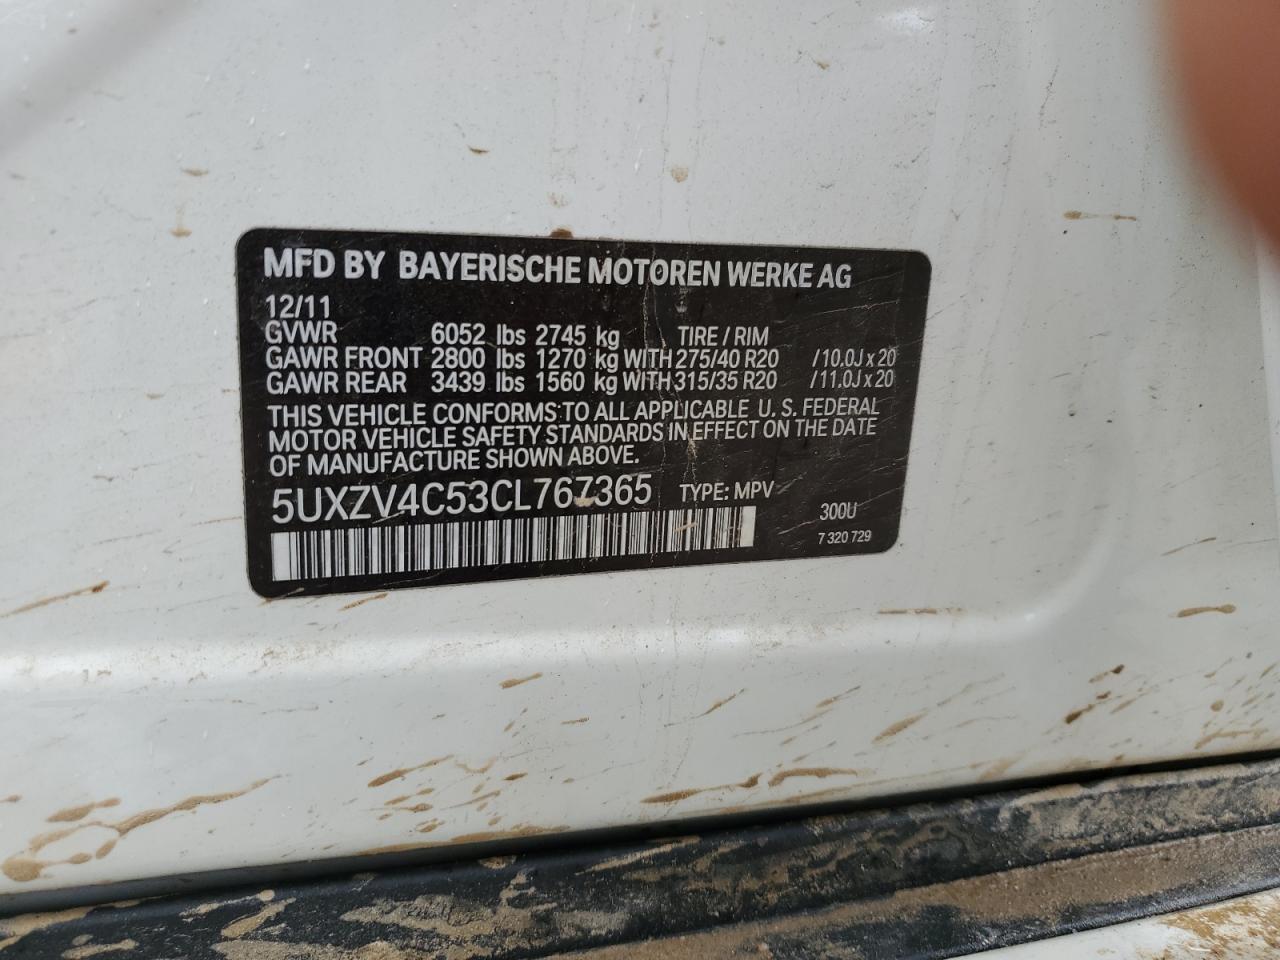 MFD BY BAYERISCHE MOTOREN WERKE AG
12/11
GVWR 6052 lbs 2745 kg TIRE / RIM
GAWR FRONT 2800 lbs 1270 kg WITH 275/40 R20 /10.0J x 20
GAWR REAR 3439 lbs 1560 kg WITH 315/35 R20 /11.0J x 20
THIS VEHICLE CONFORMS TO ALL APPLICABLE U. S. FEDERAL
MOTOR VEHICLE SAFETY STANDARDS IN EFFECT ON THE DATE
OF MANUFACTURE SHOWN ABOVE.
5UXZV4C53CL767365 TYPE: MPV
300U
7 320 729